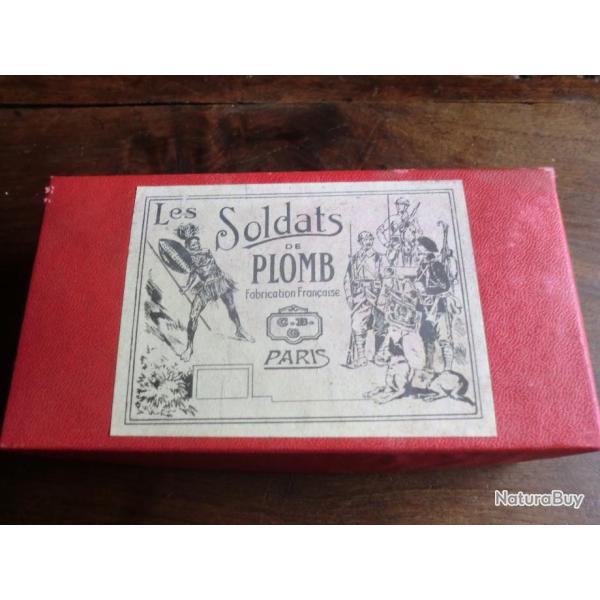 Les Soldats
DE
PLOMB
Fabrication Française
C.B.
G
PARIS
NaturaBuy